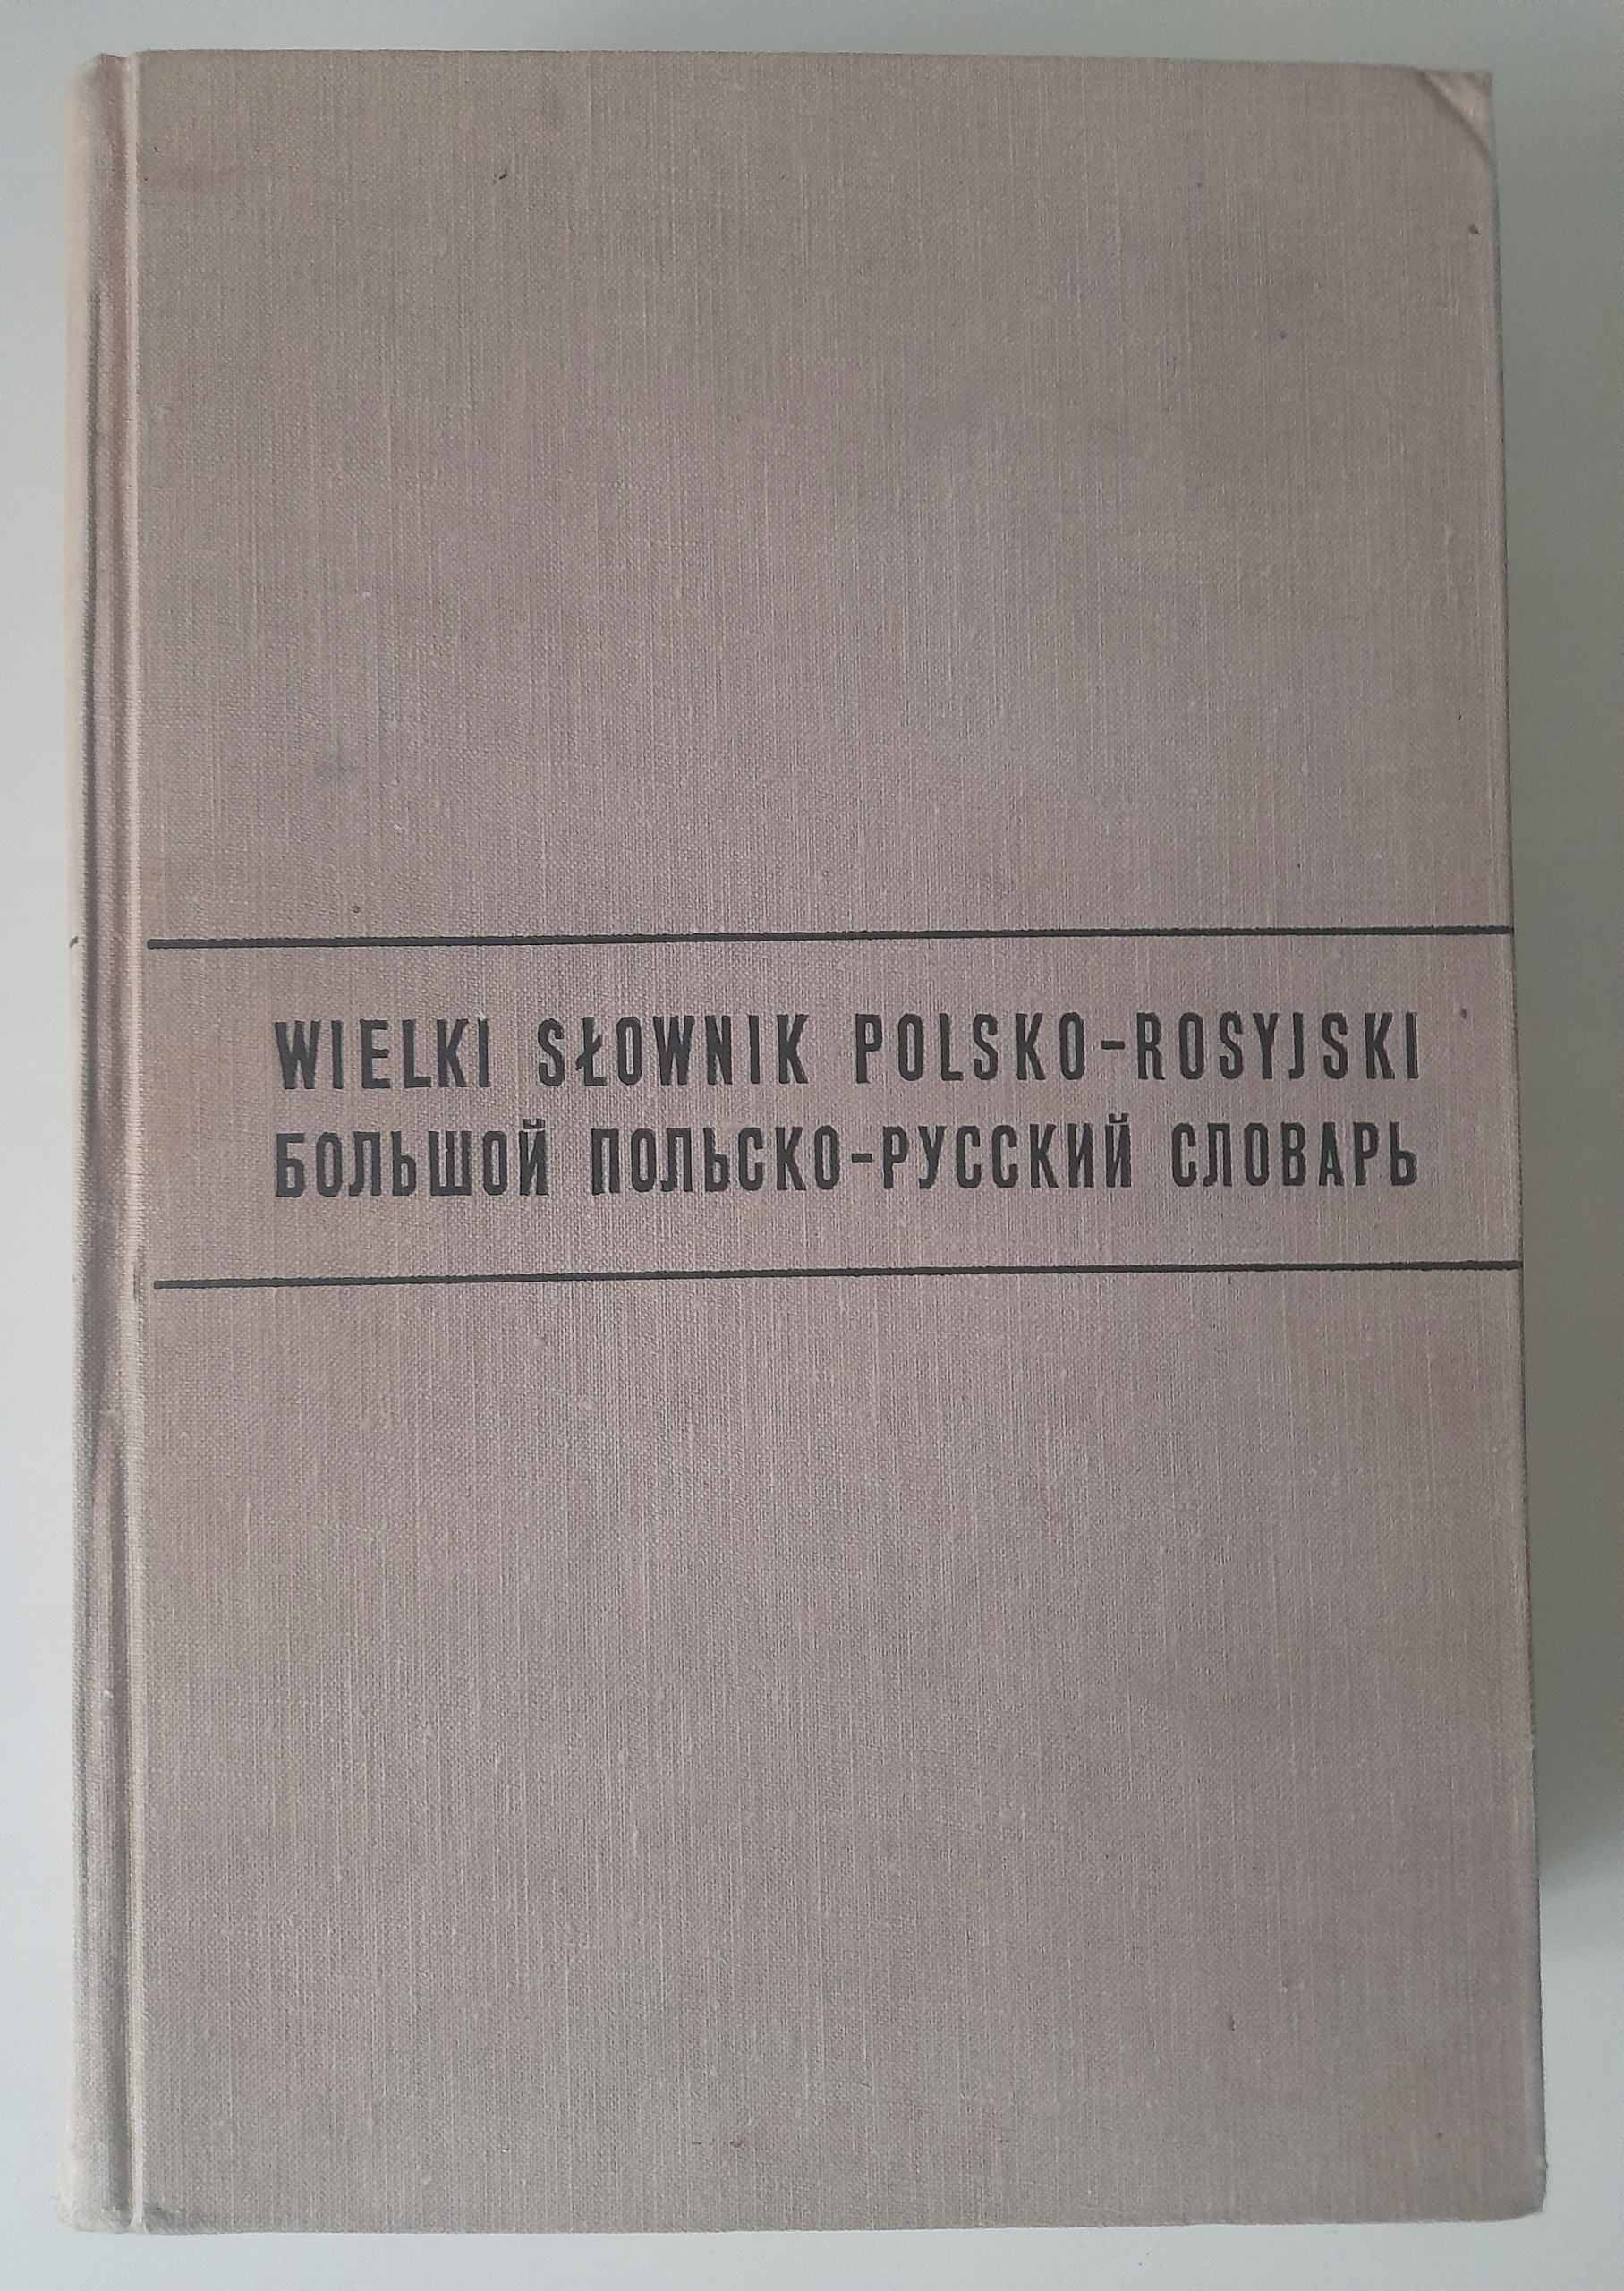 WIELKI SŁOWNIK POLSKO-ROSYJSKI
БОЛЬШОЙ ПОЛЬСКО-РУССКИЙ СЛОВАРЬ